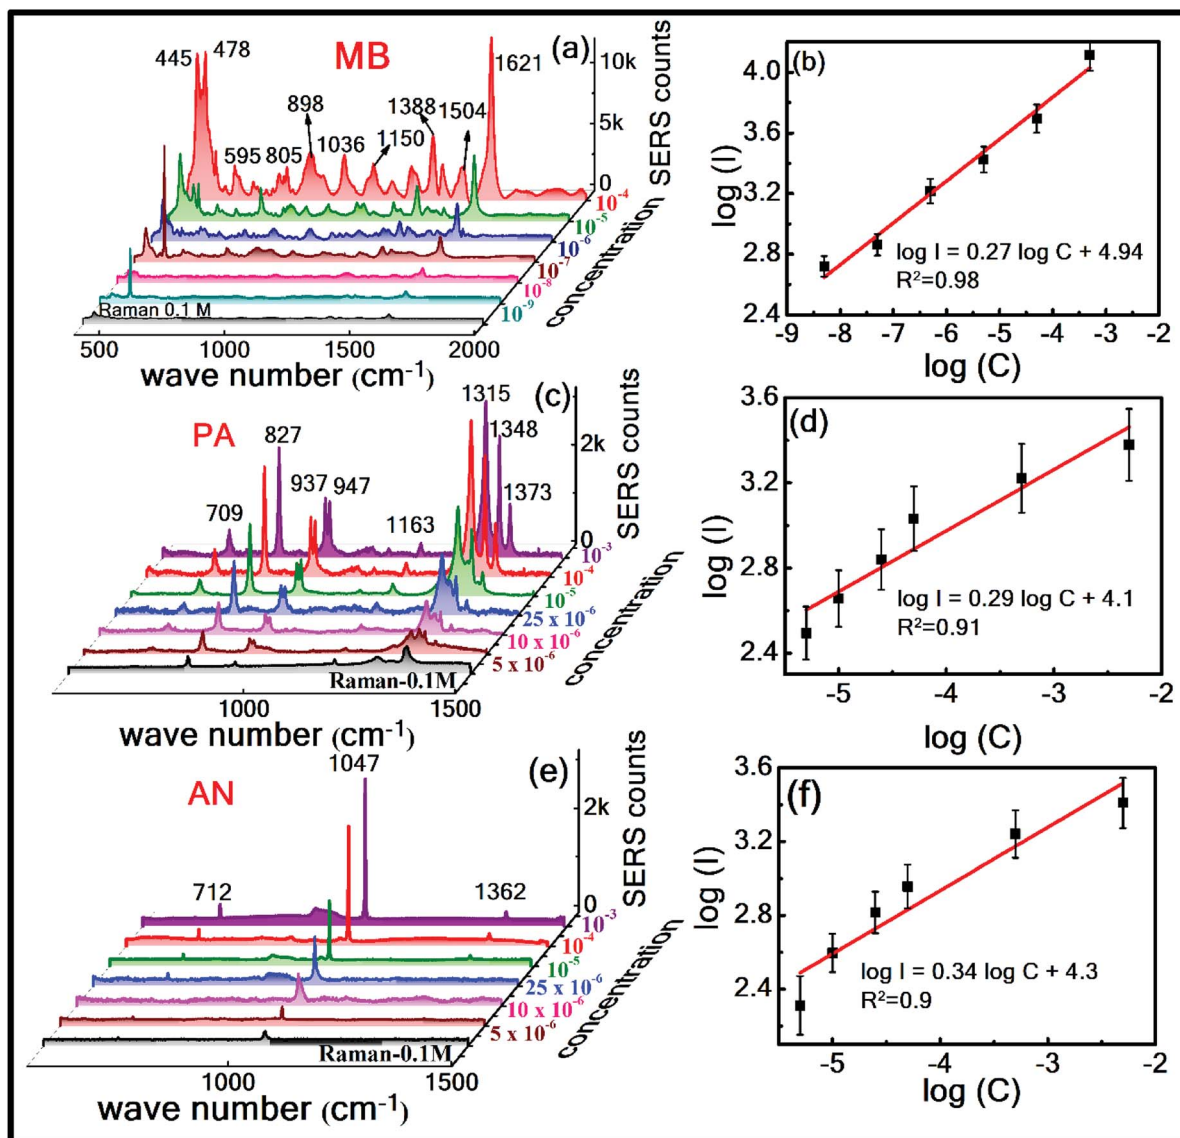 (a)
MB
445
478
595
805
898
1036
1150
1388
1504
1621
10k
5k
0
SERS counts
10⁻⁴
10⁻⁵
10⁻⁶
10⁻⁷
10⁻⁸
10⁻⁹
concentration
Raman 0.1 M
500 1000 1500 2000
wave number (cm⁻¹)
(b)
4.0
3.6
3.2
2.8
2.4
log (I)
log I = 0.27 log C + 4.94
R²=0.98
-9 -8 -7 -6 -5 -4 -3 -2
log (C)
(c)
PA
709
827
937
947
1163
1315
1348
1373
2k
0
SERS counts
10⁻³
10⁻⁴
10⁻⁵
25 x 10⁻⁶
10 x 10⁻⁶
5 x 10⁻⁶
concentration
Raman-0.1M
1000 1500
wave number (cm⁻¹)
(d)
3.6
3.2
2.8
2.4
log (I)
log I = 0.29 log C + 4.1
R²=0.91
-5 -4 -3 -2
log (C)
(e)
AN
712
1047
1362
2k
0
SERS counts
10⁻³
10⁻⁴
10⁻⁵
25 x 10⁻⁶
10 x 10⁻⁶
5 x 10⁻⁶
concentration
Raman-0.1M
1000 1500
wave number (cm⁻¹)
(f)
3.6
3.2
2.8
2.4
log (I)
log I = 0.34 log C + 4.3
R²=0.9
-5 -4 -3 -2
log (C)